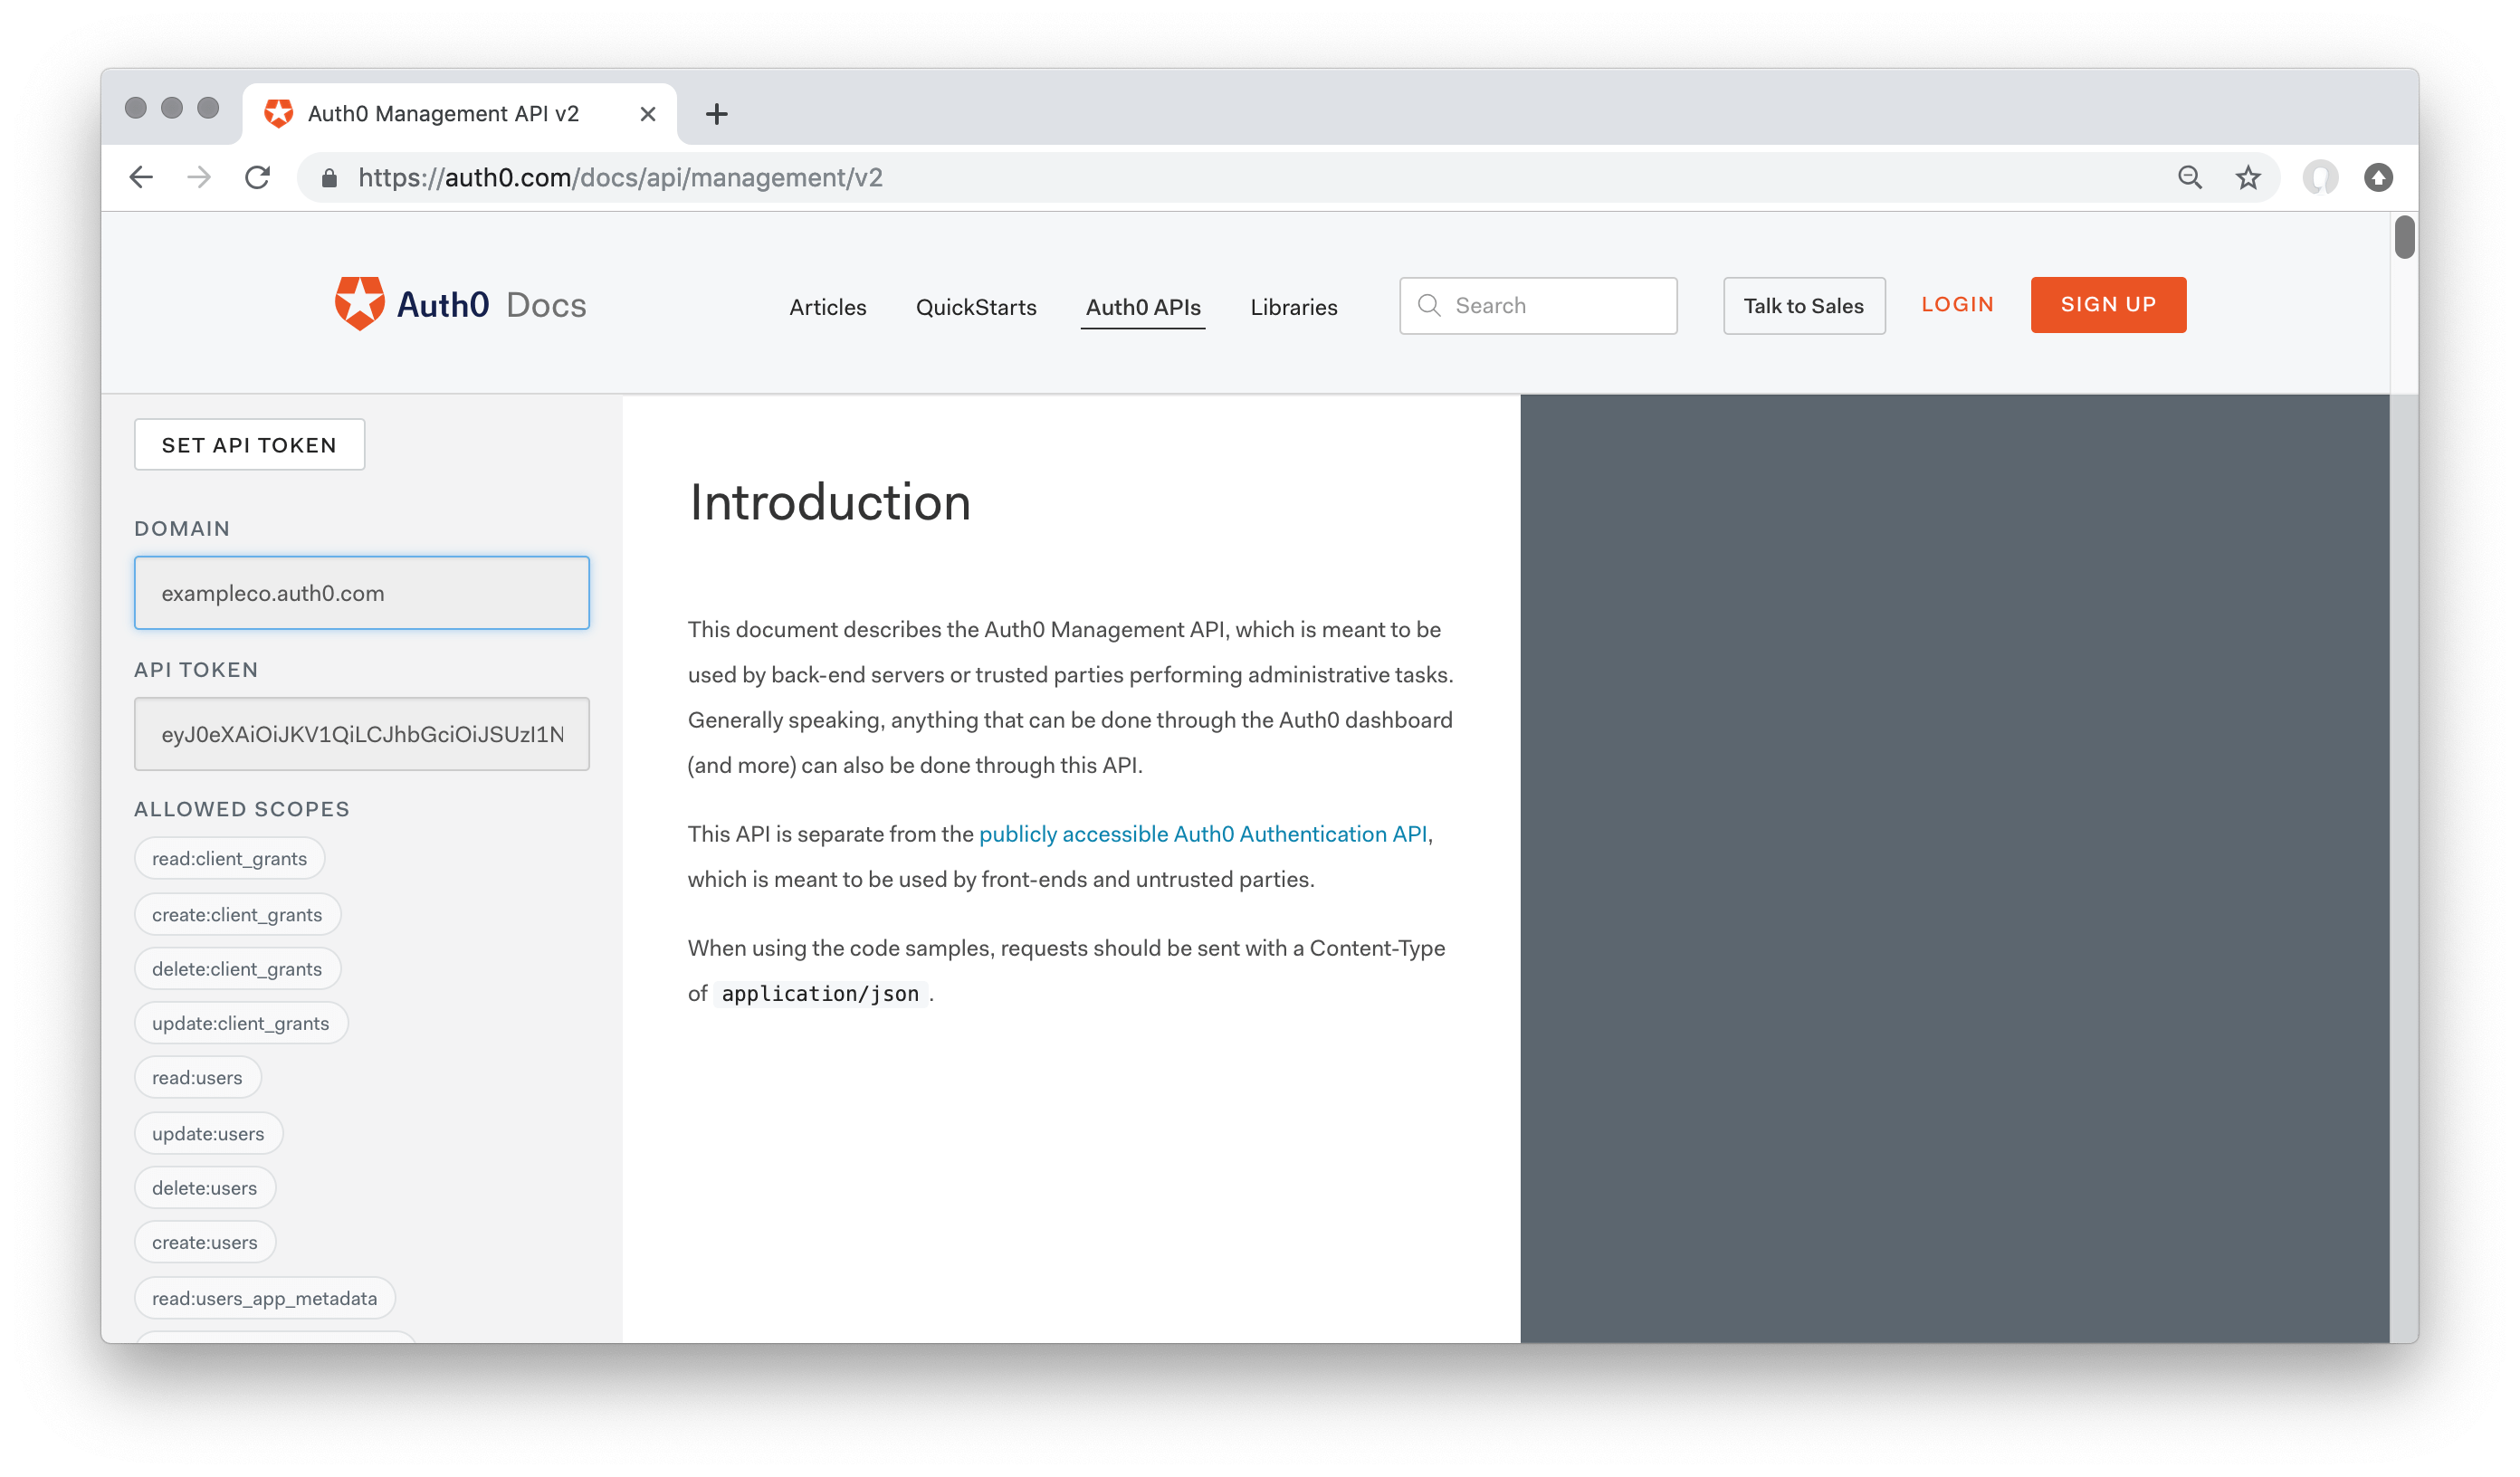 Auth0 Management API v2
https://auth0.com/docs/api/management/v2
Auth0 Docs
Articles
QuickStarts
Auth0 APIs
Libraries
Search
Talk to Sales
LOGIN
SIGN UP
SET API TOKEN
DOMAIN
exampleco.auth0.com
API TOKEN
eyJ0eXAiOiJKV1QiLCJhbGciOiJSUzI1N
ALLOWED SCOPES
read:client_grants
create:client_grants
delete:client_grants
update:client_grants
read:users
update:users
delete:users
create:users
read:users_app_metadata
Introduction
This document describes the Auth0 Management API, which is meant to be
used by back-end servers or trusted parties performing administrative tasks.
Generally speaking, anything that can be done through the Auth0 dashboard
(and more) can also be done through this API.
This API is separate from the publicly accessible Auth0 Authentication API,
which is meant to be used by front-ends and untrusted parties.
When using the code samples, requests should be sent with a Content-Type
of application/json.